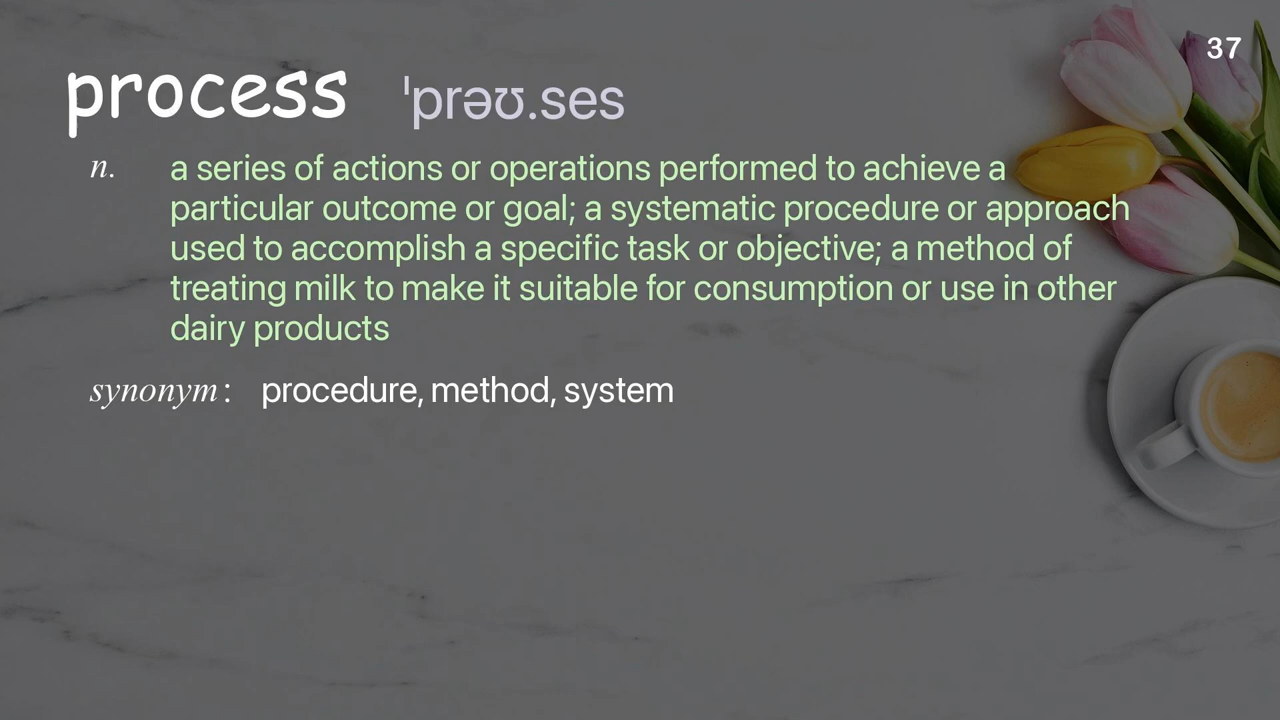 37
process ˈprəʊ.ses
n. a series of actions or operations performed to achieve a
particular outcome or goal; a systematic procedure or approach
used to accomplish a specific task or objective; a method of
treating milk to make it suitable for consumption or use in other
dairy products
synonym: procedure, method, system